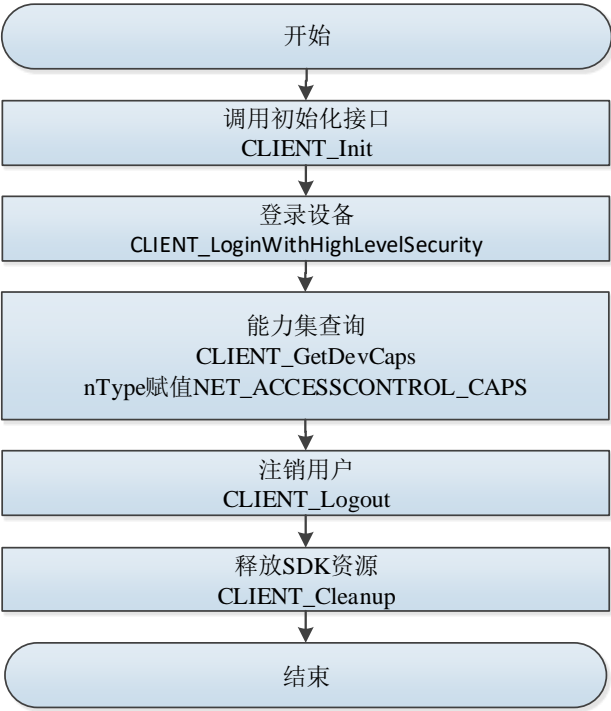 开始
调用初始化接口
CLIENT_Init
登录设备
CLIENT_LoginWithHighLevelSecurity
能力集查询
CLIENT_GetDevCaps
nType赋值NET_ACCESSCONTROL_CAPS
注销用户
CLIENT_Logout
释放SDK资源
CLIENT_Cleanup
结束